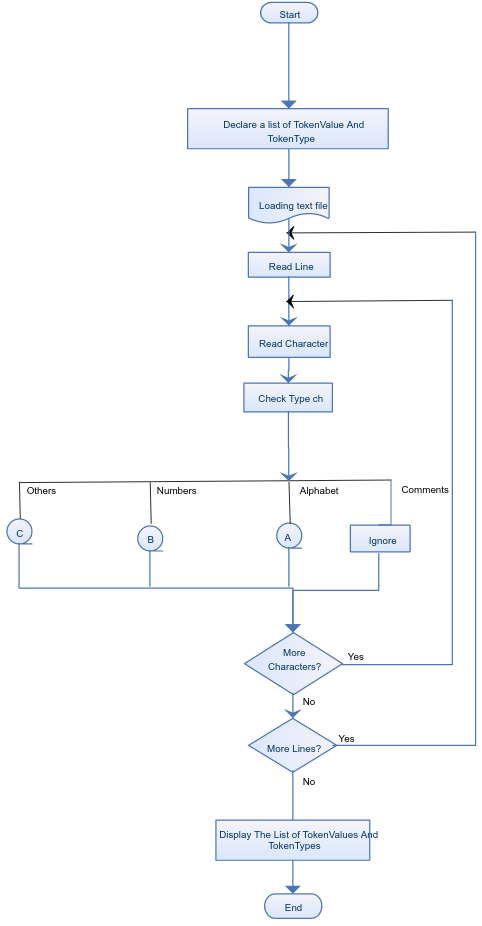 Start
Declare a list of TokenValue And
TokenType
Loading text file
Read Line
Read Character
Check Type ch
Others
Numbers
Alphabet
Comments
C
B
A
Ignore
More
Characters?
Yes
No
More Lines?
Yes
No
Display The List of TokenValues And
TokenTypes
End